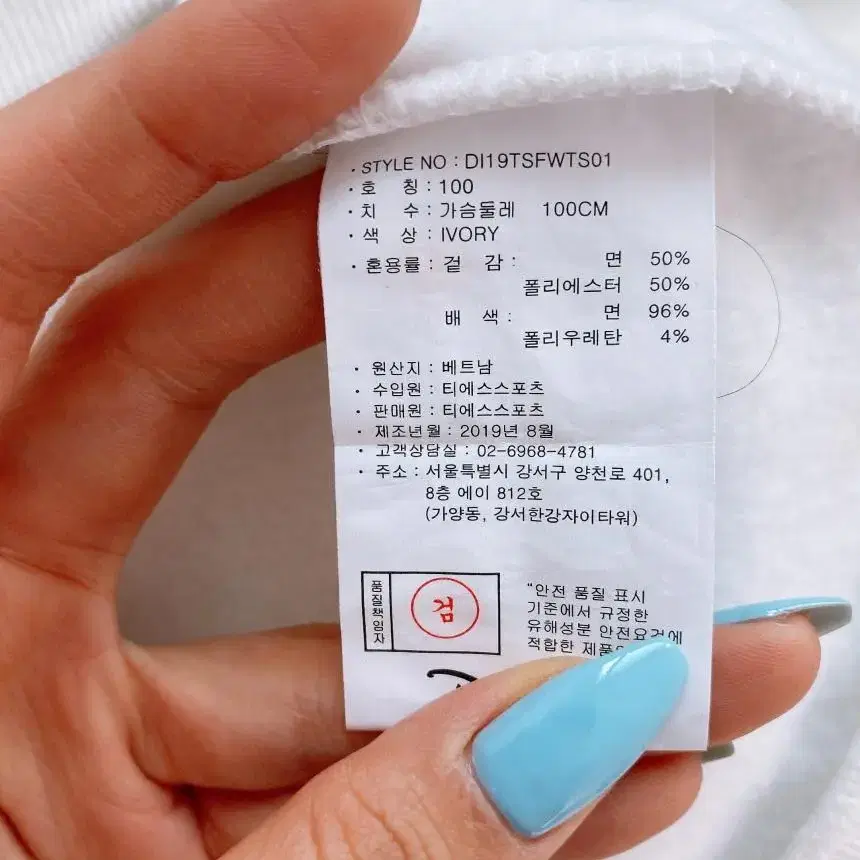 · STYLE NO : DI19TSFWTS01
· 호 칭 : 100
· 치 수 : 가슴둘레 100CM
· 색 상 : IVORY
· 혼용률 : 겉 감 : 면 50%
폴리에스터 50%
배 색 : 면 96%
폴리우레탄 4%
· 원산지 : 베트남
· 수입원 : 티에스스포츠
· 판매원 : 티에스스포츠
· 제조년월 : 2019년 8월
· 고객상담실 : 02-6968-4781
· 주소 : 서울특별시 강서구 양천로 401,
8층 에이 812호
(가양동, 강서한강자이타워)
품질책임자
검
"안전 품질 표시
기준에서 규정한
유해성분 안전요건에
적합한